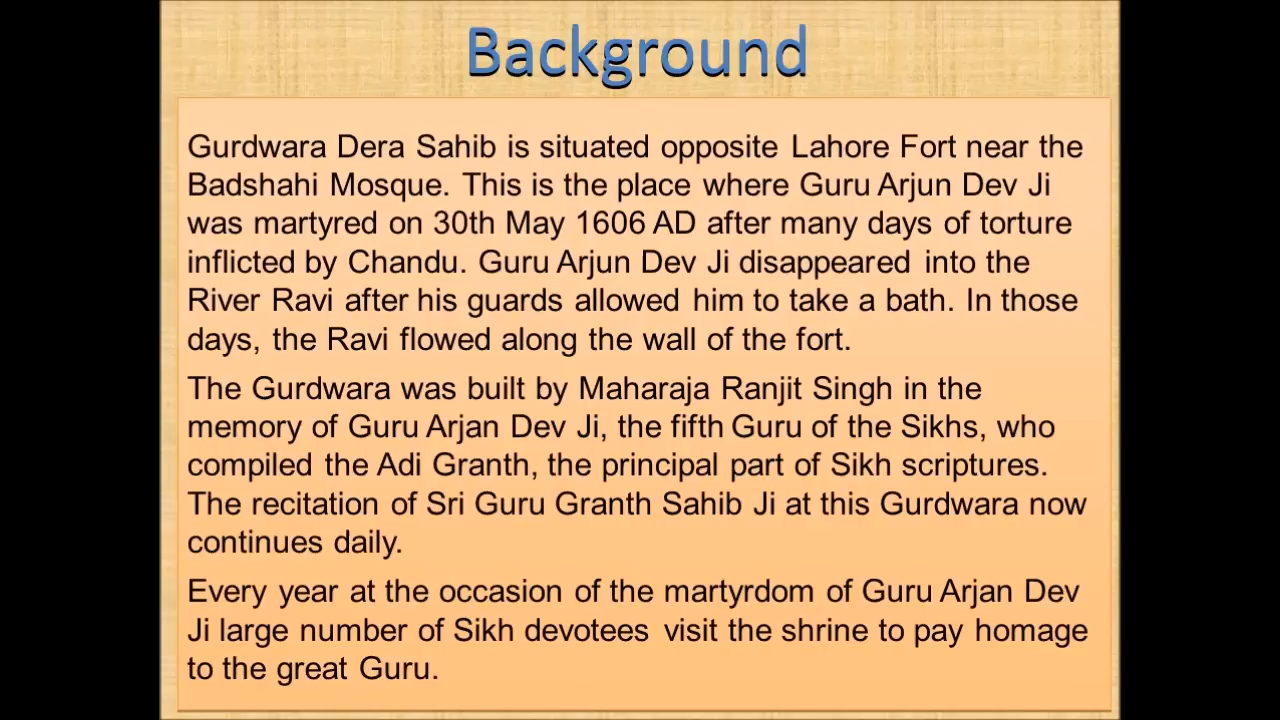 Background
Gurdwara Dera Sahib is situated opposite Lahore Fort near the
Badshahi Mosque. This is the place where Guru Arjun Dev Ji
was martyred on 30th May 1606 AD after many days of torture
inflicted by Chandu. Guru Arjun Dev Ji disappeared into the
River Ravi after his guards allowed him to take a bath. In those
days, the Ravi flowed along the wall of the fort.
The Gurdwara was built by Maharaja Ranjit Singh in the
memory of Guru Arjan Dev Ji, the fifth Guru of the Sikhs, who
compiled the Adi Granth, the principal part of Sikh scriptures.
The recitation of Sri Guru Granth Sahib Ji at this Gurdwara now
continues daily.
Every year at the occasion of the martyrdom of Guru Arjan Dev
Ji large number of Sikh devotees visit the shrine to pay homage
to the great Guru.